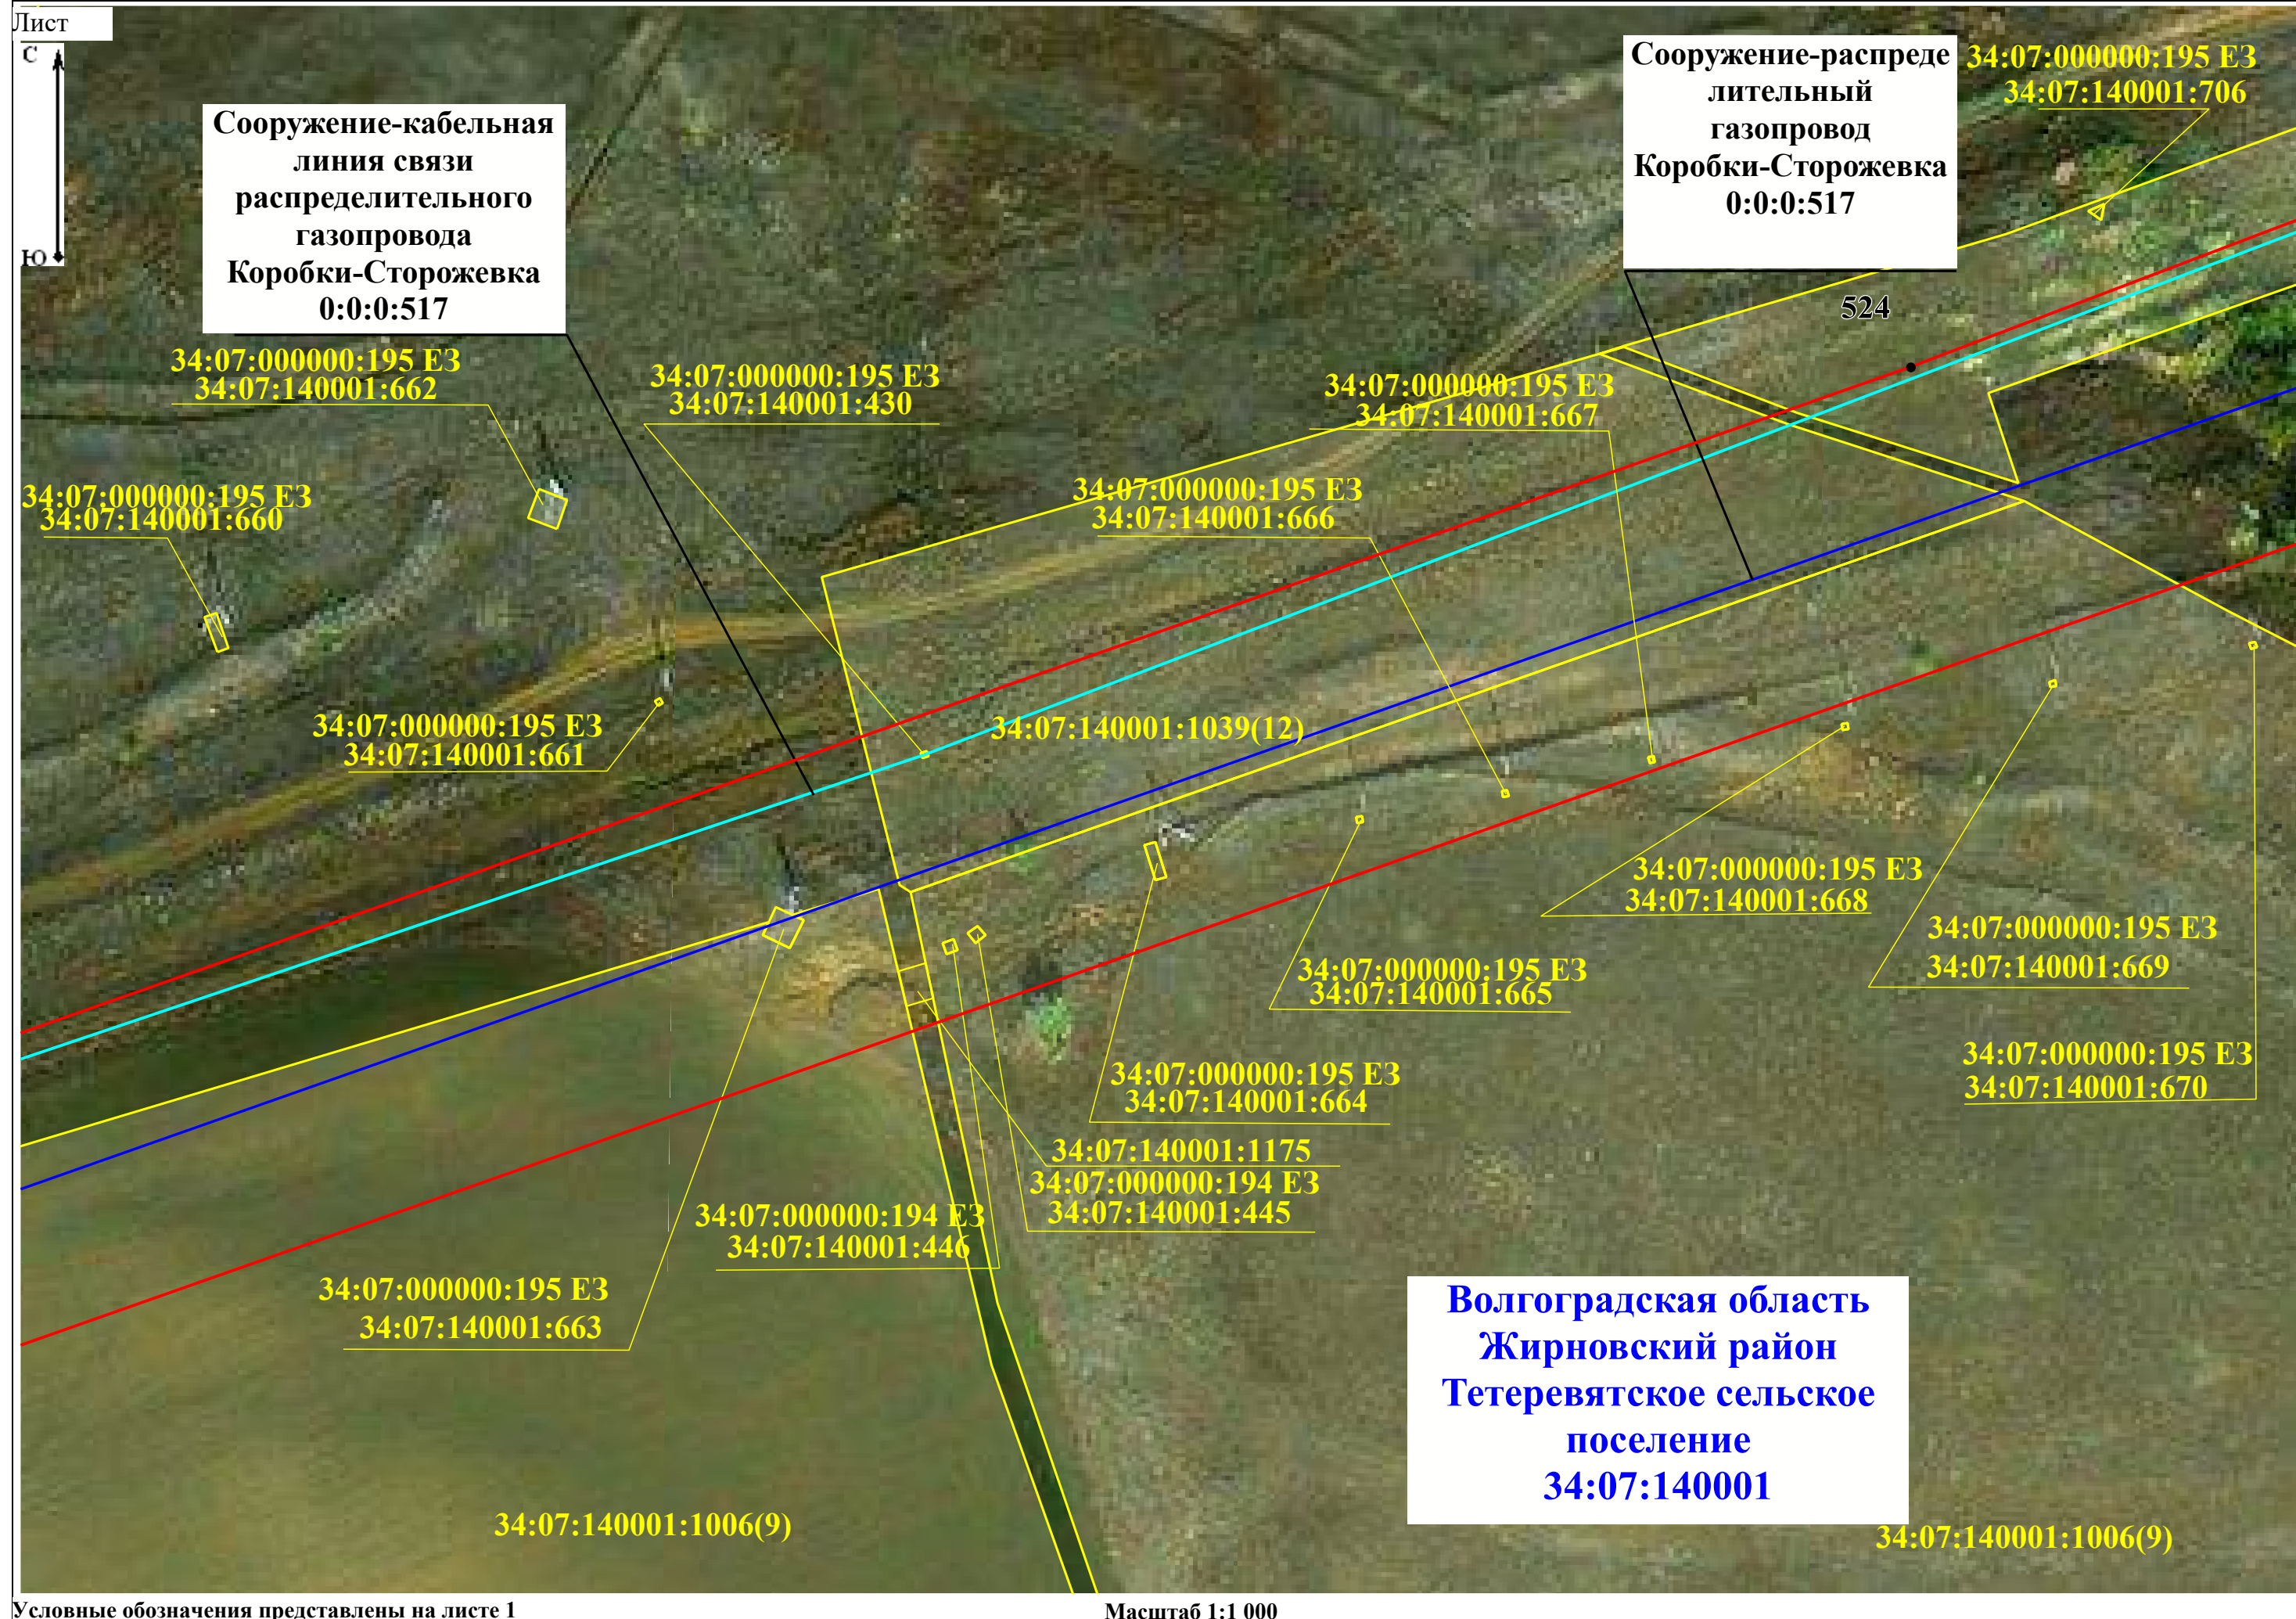 Лист
С
Ю
Сооружение-кабельная
линия связи
распределительного
газопровода
Коробки-Сторожевка
0:0:0:517
Сооружение-распреде
лительный
газопровод
Коробки-Сторожевка
0:0:0:517
34:07:000000:195 ЕЗ
34:07:140001:706
524
34:07:000000:195 ЕЗ
34:07:140001:662
34:07:000000:195 ЕЗ
34:07:140001:430
34:07:000000:195 ЕЗ
34:07:140001:667
34:07:000000:195 ЕЗ
34:07:140001:660
34:07:000000:195 ЕЗ
34:07:140001:666
34:07:000000:195 ЕЗ
34:07:140001:661
34:07:140001:1039(12)
34:07:000000:195 ЕЗ
34:07:140001:668
34:07:000000:195 ЕЗ
34:07:140001:669
34:07:000000:195 ЕЗ
34:07:140001:665
34:07:000000:195 ЕЗ
34:07:140001:670
34:07:000000:195 ЕЗ
34:07:140001:664
34:07:140001:1175
34:07:000000:194 ЕЗ
34:07:140001:445
34:07:000000:194 ЕЗ
34:07:140001:446
34:07:000000:195 ЕЗ
34:07:140001:663
Волгоградская область
Жирновский район
Тетеревятское сельское
поселение
34:07:140001
34:07:140001:1006(9)
34:07:140001:1006(9)
Условные обозначения представлены на листе 1
Масштаб 1:1 000